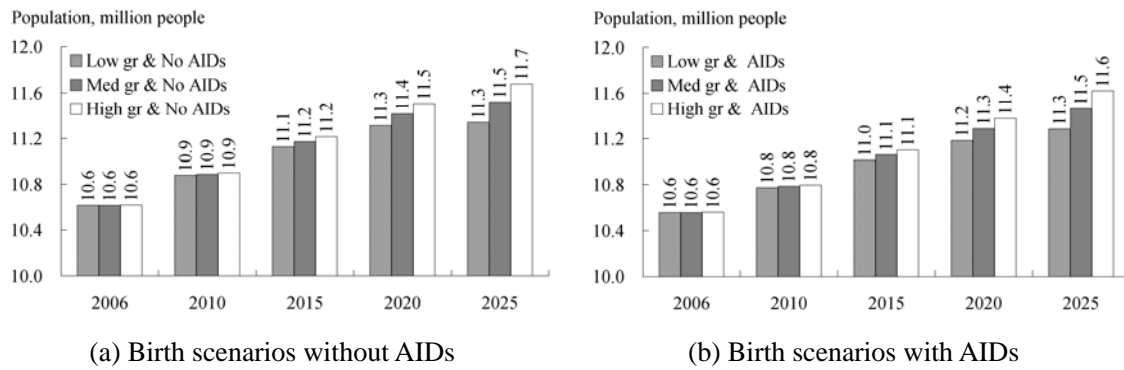 Population, million people
12.0
11.6
11.2
10.8
10.4
10.0
Low gr & No AIDs
Med gr & No AIDs
High gr & No AIDs
10.6 10.6 10.6
10.9 10.9 10.9
11.1 11.2 11.2
11.3 11.4 11.5
11.3 11.5 11.7
2006 2010 2015 2020 2025
(a) Birth scenarios without AIDs
Population, million people
12.0
11.6
11.2
10.8
10.4
10.0
Low gr & AIDs
Med gr & AIDs
High gr & AIDs
10.6 10.6 10.6
10.8 10.8 10.8
11.0 11.1 11.1
11.2 11.3 11.4
11.3 11.5 11.6
2006 2010 2015 2020 2025
(b) Birth scenarios with AIDs